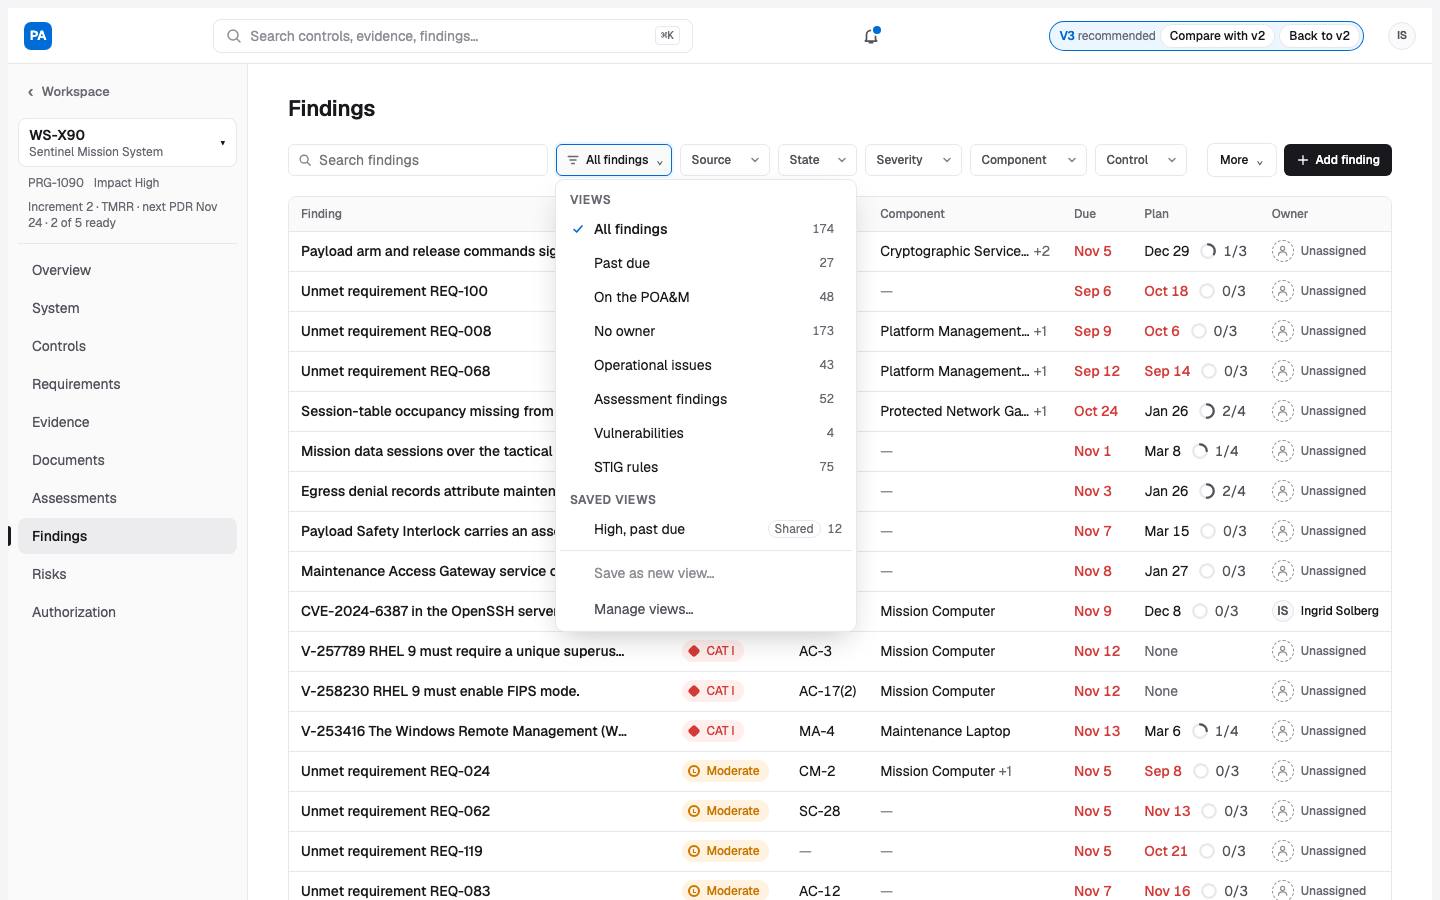 PA
Search controls, evidence, findings…
⌘K
V3 recommended
Compare with v2
Back to v2
IS
‹ Workspace
WS-X90
Sentinel Mission System
PRG-1090 Impact High
Increment 2 · TMRR · next PDR Nov
24 · 2 of 5 ready
Overview
System
Controls
Requirements
Evidence
Documents
Assessments
Findings
Risks
Authorization
Findings
Search findings
All findings
Source
State
Severity
Component
Control
More
+ Add finding
VIEWS
All findings 174
Past due 27
On the POA&M 48
No owner 173
Operational issues 43
Assessment findings 52
Vulnerabilities 4
STIG rules 75
SAVED VIEWS
High, past due Shared 12
Save as new view…
Manage views…
Finding Component Due Plan Owner
Payload arm and release commands sig Cryptographic Service… +2 Nov 5 Dec 29 1/3 Unassigned
Unmet requirement REQ-100 — Sep 6 Oct 18 0/3 Unassigned
Unmet requirement REQ-008 Platform Management… +1 Sep 9 Oct 6 0/3 Unassigned
Unmet requirement REQ-068 Platform Management… +1 Sep 12 Sep 14 0/3 Unassigned
Session-table occupancy missing from Protected Network Ga… +1 Oct 24 Jan 26 2/4 Unassigned
Mission data sessions over the tactical — Nov 1 Mar 8 1/4 Unassigned
Egress denial records attribute mainten — Nov 3 Jan 26 2/4 Unassigned
Payload Safety Interlock carries an ass — Nov 7 Mar 15 0/3 Unassigned
Maintenance Access Gateway service — Nov 8 Jan 27 0/3 Unassigned
CVE-2024-6387 in the OpenSSH server Mission Computer Nov 9 Dec 8 0/3 IS Ingrid Solberg
V-257789 RHEL 9 must require a unique superus… CAT I AC-3 Mission Computer Nov 12 None Unassigned
V-258230 RHEL 9 must enable FIPS mode. CAT I AC-17(2) Mission Computer Nov 12 None Unassigned
V-253416 The Windows Remote Management (W… CAT I MA-4 Maintenance Laptop Nov 13 Mar 6 1/4 Unassigned
Unmet requirement REQ-024 Moderate CM-2 Mission Computer +1 Nov 5 Sep 8 0/3 Unassigned
Unmet requirement REQ-062 Moderate SC-28 — Nov 5 Nov 13 0/3 Unassigned
Unmet requirement REQ-119 Moderate — — Nov 5 Oct 21 0/3 Unassigned
Unmet requirement REQ-083 Moderate AC-12 — Nov 7 Nov 16 0/3 Unassigned